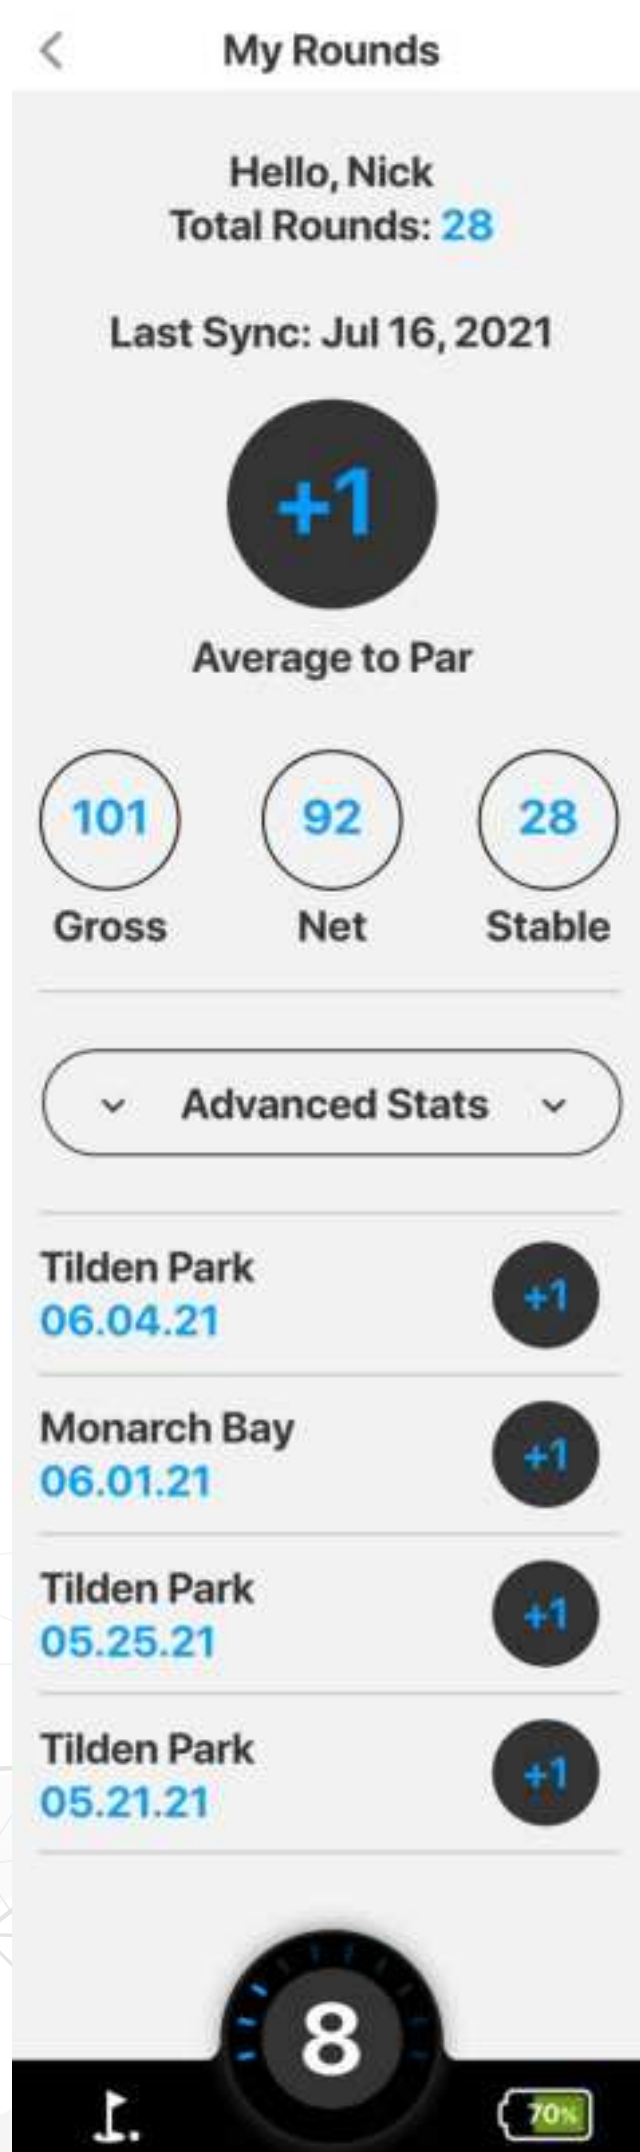 My Rounds
Hello, Nick
Total Rounds: 28
Last Sync: Jul 16, 2021
+1
Average to Par
101 92 28
Gross Net Stable
Advanced Stats
Tilden Park
06.04.21
+1
Monarch Bay
06.01.21
+1
Tilden Park
05.25.21
+1
Tilden Park
05.21.21
+1
8
70%